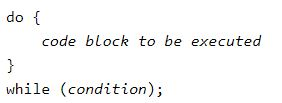 do {
    code block to be executed
}
while (condition);